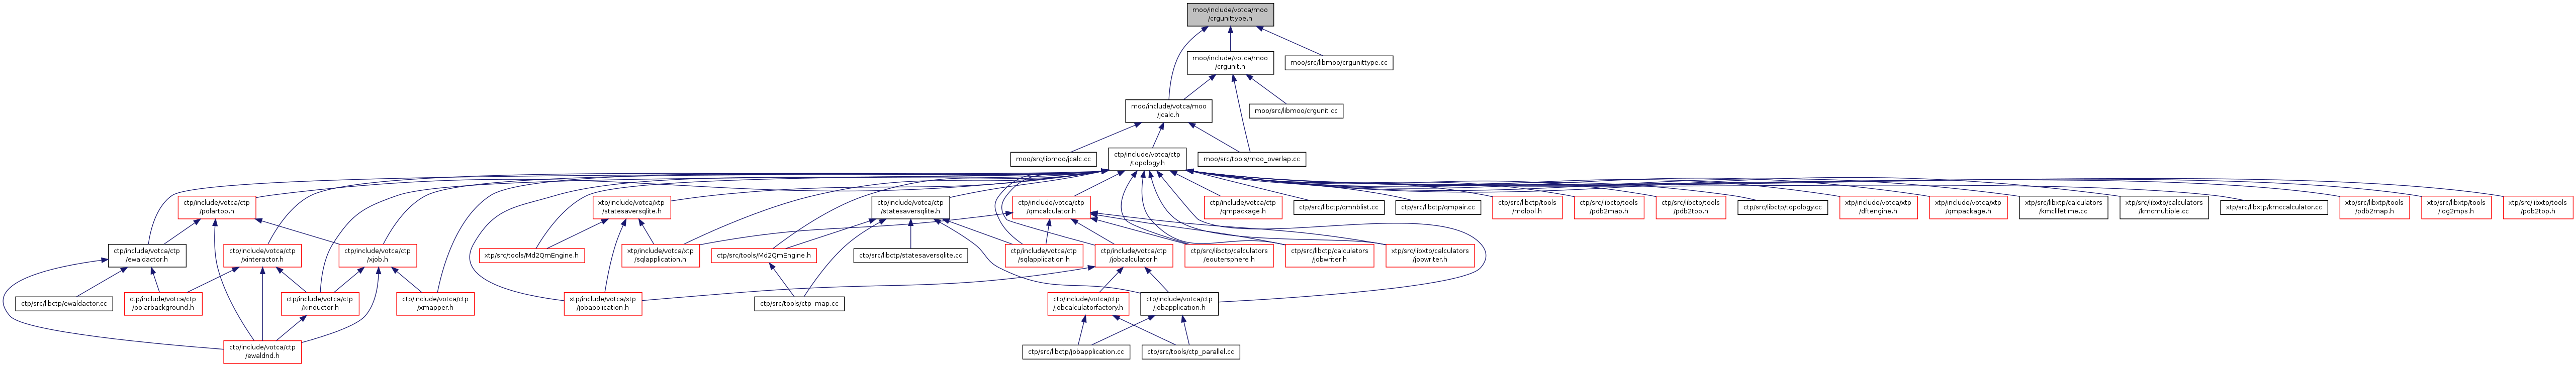 moo/include/votca/moo
/crgunittype.h
moo/include/votca/moo
/crgunit.h
moo/src/libmoo/crgunittype.cc
moo/include/votca/moo
/jcalc.h
moo/src/libmoo/crgunit.cc
moo/src/libmoo/jcalc.cc
ctp/include/votca/ctp
/topology.h
moo/src/tools/moo_overlap.cc
ctp/include/votca/ctp
/polartop.h
xtp/include/votca/xtp
/statesaversqlite.h
ctp/include/votca/ctp
/statesaversqlite.h
ctp/include/votca/ctp
/qmcalculator.h
ctp/include/votca/ctp
/qmpackage.h
ctp/src/libctp/qmnblist.cc
ctp/src/libctp/qmpair.cc
ctp/src/libctp/tools
/molpol.h
ctp/src/libctp/tools
/pdb2map.h
ctp/src/libctp/tools
/pdb2top.h
ctp/src/libctp/topology.cc
xtp/include/votca/xtp
/dftengine.h
xtp/include/votca/xtp
/qmpackage.h
xtp/src/libxtp/calculators
/kmclifetime.cc
xtp/src/libxtp/calculators
/kmcmultiple.cc
xtp/src/libxtp/kmccalculator.cc
xtp/src/libxtp/tools
/pdb2map.h
xtp/src/libxtp/tools
/log2mps.h
xtp/src/libxtp/tools
/pdb2top.h
ctp/include/votca/ctp
/ewaldactor.h
ctp/include/votca/ctp
/xinteractor.h
ctp/include/votca/ctp
/xjob.h
xtp/src/tools/Md2QmEngine.h
xtp/include/votca/xtp
/sqlapplication.h
ctp/src/tools/Md2QmEngine.h
ctp/src/libctp/statesaversqlite.cc
ctp/include/votca/ctp
/sqlapplication.h
ctp/include/votca/ctp
/jobcalculator.h
ctp/src/libctp/calculators
/eoutersphere.h
ctp/src/libctp/calculators
/jobwriter.h
xtp/src/libxtp/calculators
/jobwriter.h
ctp/src/libctp/ewaldactor.cc
ctp/include/votca/ctp
/polarbackground.h
ctp/include/votca/ctp
/xinductor.h
ctp/include/votca/ctp
/xmapper.h
xtp/include/votca/xtp
/jobapplication.h
ctp/src/tools/ctp_map.cc
ctp/include/votca/ctp
/jobcalculatorfactory.h
ctp/include/votca/ctp
/jobapplication.h
ctp/include/votca/ctp
/ewaldnd.h
ctp/src/libctp/jobapplication.cc
ctp/src/tools/ctp_parallel.cc